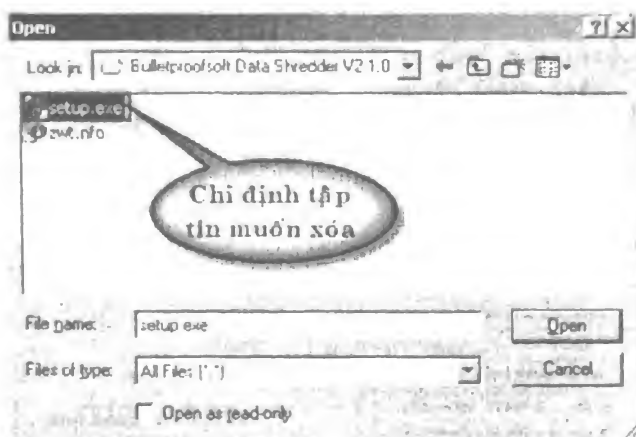 Open
Look in: Bulletproofsoft Data Shredder V2.1.0
setup.exe
zwt.nfo
Chỉ định tập
tin muốn xóa
File name: setup.exe Open
Files of type: All Files (*.*) Cancel
Open as read-only